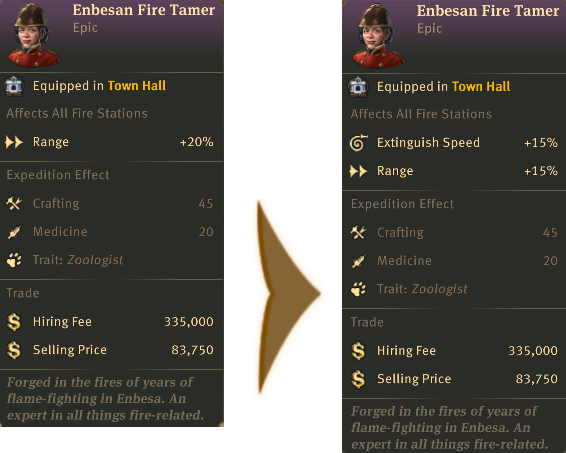 Enbesan Fire Tamer
Epic
Equipped in Town Hall
Affects All Fire Stations
Range +20%
Expedition Effect
Crafting 45
Medicine 20
Trait: Zoologist
Trade
Hiring Fee 335,000
Selling Price 83,750
Forged in the fires of years of
flame-fighting in Enbesa. An
expert in all things fire-related.
Enbesan Fire Tamer
Epic
Equipped in Town Hall
Affects All Fire Stations
Extinguish Speed +15%
Range +15%
Expedition Effect
Crafting 45
Medicine 20
Trait: Zoologist
Trade
Hiring Fee 335,000
Selling Price 83,750
Forged in the fires of years of
flame-fighting in Enbesa. An
expert in all things fire-related.